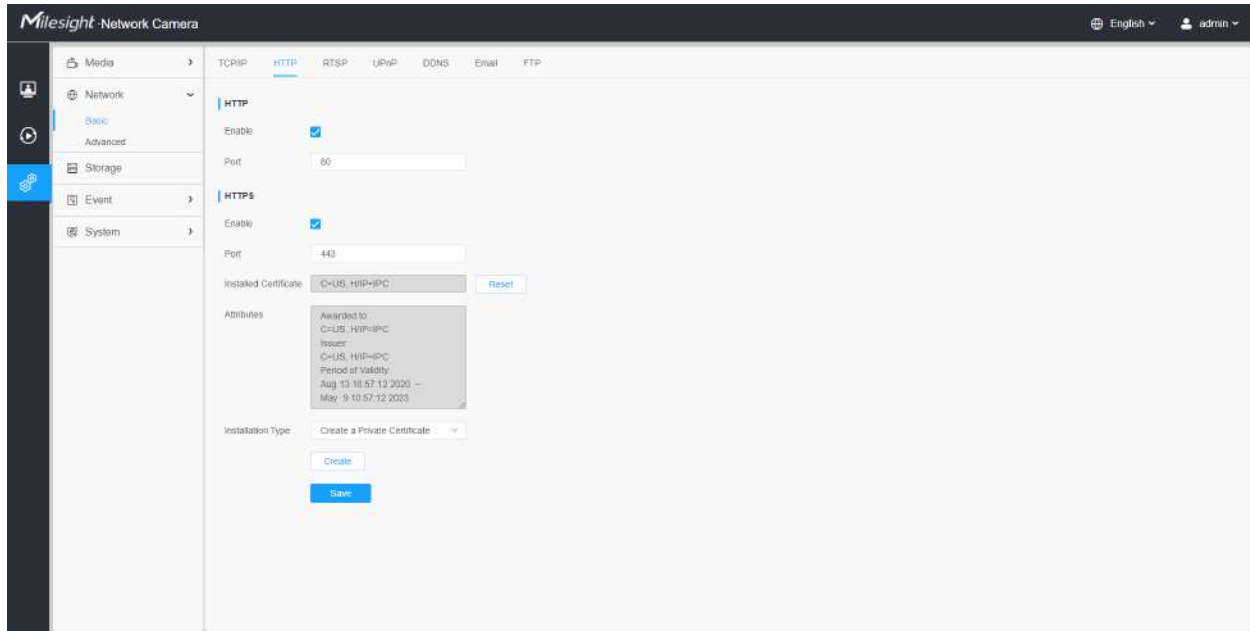 Milesight Network Camera
English
admin
Media
Network
Basic
Advanced
Storage
Event
System
TCP/IP HTTP RTSP UPnP DDNS Email FTP
HTTP
Enable
Port 80
HTTPS
Enable
Port 443
Installed Certificate C=US, H/IP=IPC Reset
Attributes
Awarded to:
C=US, H/IP=IPC
Issuer:
C=US, H/IP=IPC
Period of Validity:
Aug 13 10:57:12 2020 ~
May 9 10:57:12 2023
Installation Type Create a Private Certificate
Create
Save